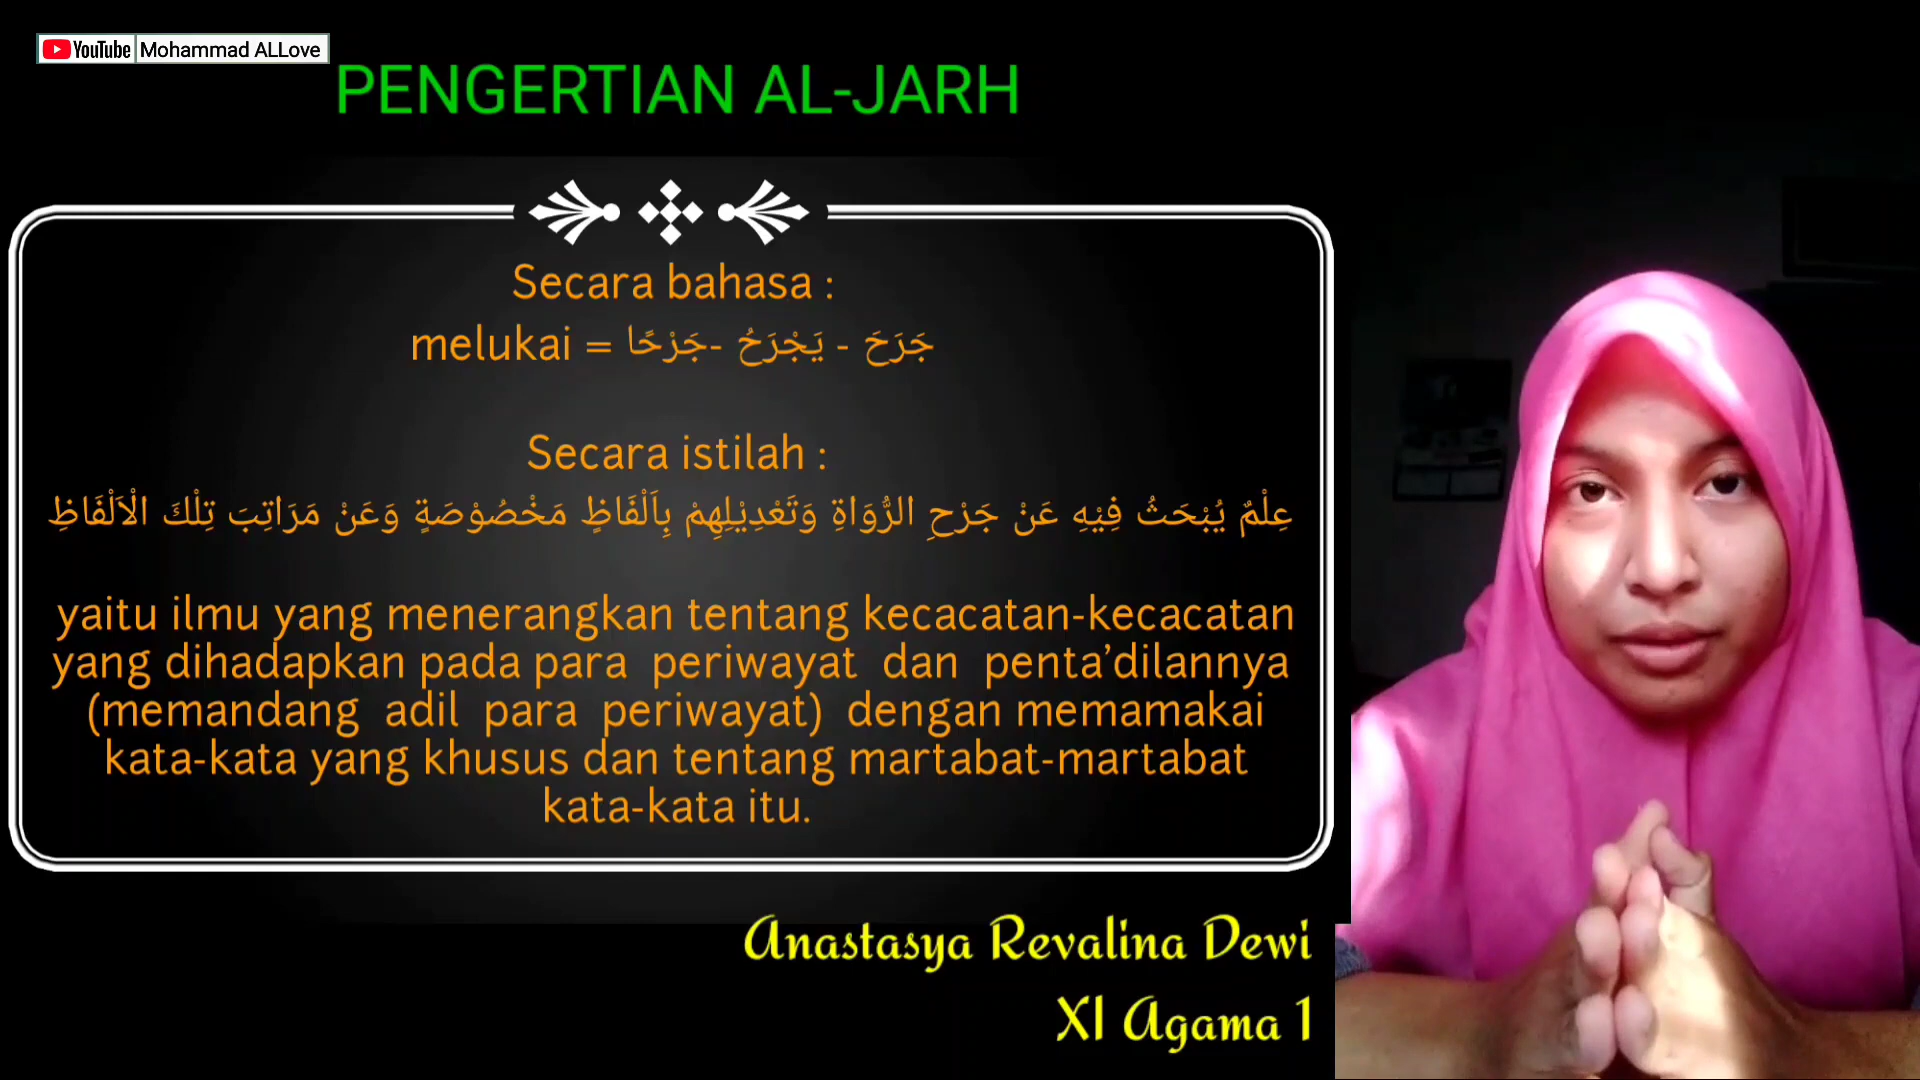 YouTube Mohammad ALLove
PENGERTIAN AL-JARH
Secara bahasa :
melukai = جَرَحَ - يَجْرَحُ -جَرْحًا
Secara istilah :
عِلْمٌ يُبْحَثُ فِيْهِ عَنْ جَرْحِ الرُّوَاةِ وَتَعْدِيْلِهِمْ بِاَلْفَاظٍ مَخْصُوْصَةٍ وَعَنْ مَرَاتِبَ تِلْكَ الْاَلْفَاظِ
yaitu ilmu yang menerangkan tentang kecacatan-kecacatan
yang dihadapkan pada para periwayat dan penta’dilannya
(memandang adil para periwayat) dengan memamakai
kata-kata yang khusus dan tentang martabat-martabat
kata-kata itu.
Anastasya Revalina Dewi
XI Agama 1